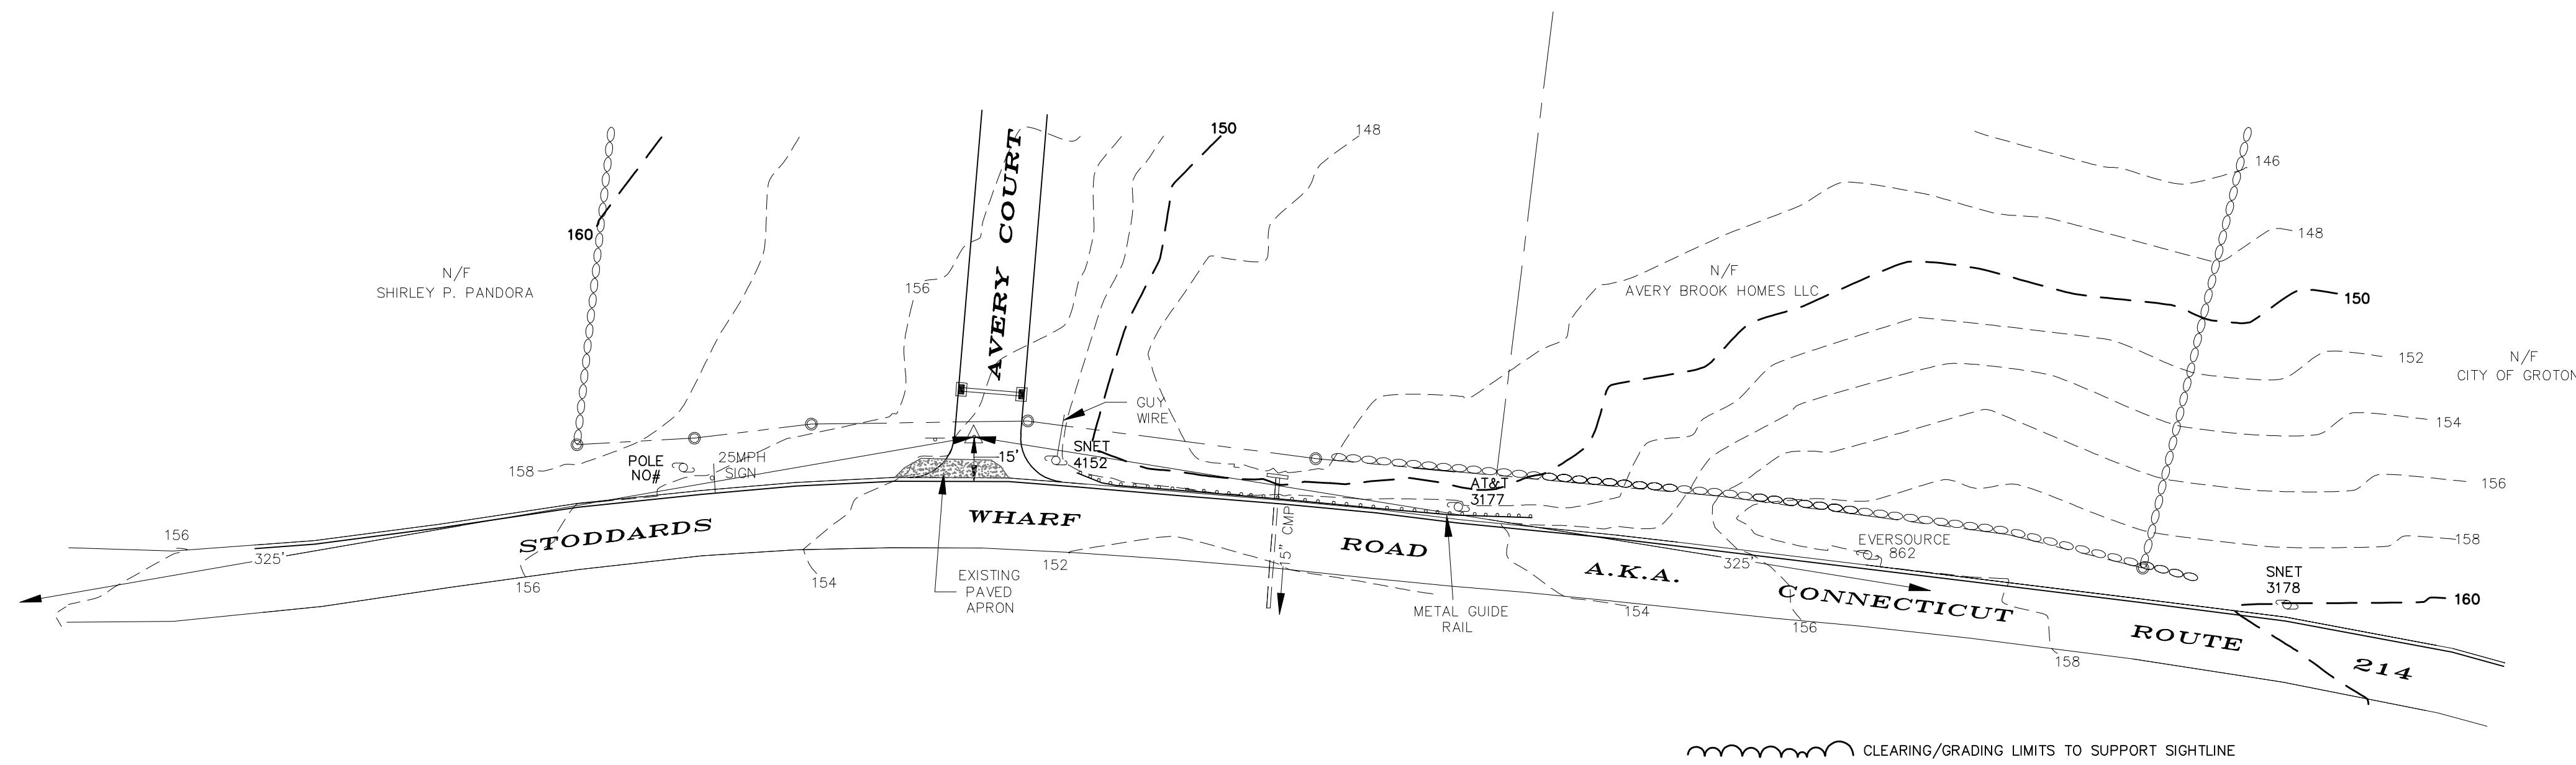 150
148
146
AVERY COURT
160
148
N/F
SHIRLEY P. PANDORA
156
N/F
AVERY BROOK HOMES LLC
150
152
N/F
CITY OF GROTON
GUY
WIRE
154
SNET
4152
15'
158
POLE
NO#
25MPH
SIGN
AT&T
3177
156
156
325'
STODDARDS
WHARF
15" CMP
ROAD
A.K.A.
CONNECTICUT
ROUTE
214
325'
EVERSOURCE
862
158
SNET
3178
160
156
154
152
EXISTING
PAVED
APRON
METAL GUIDE
RAIL
154
156
158
CLEARING/GRADING LIMITS TO SUPPORT SIGHTLINE